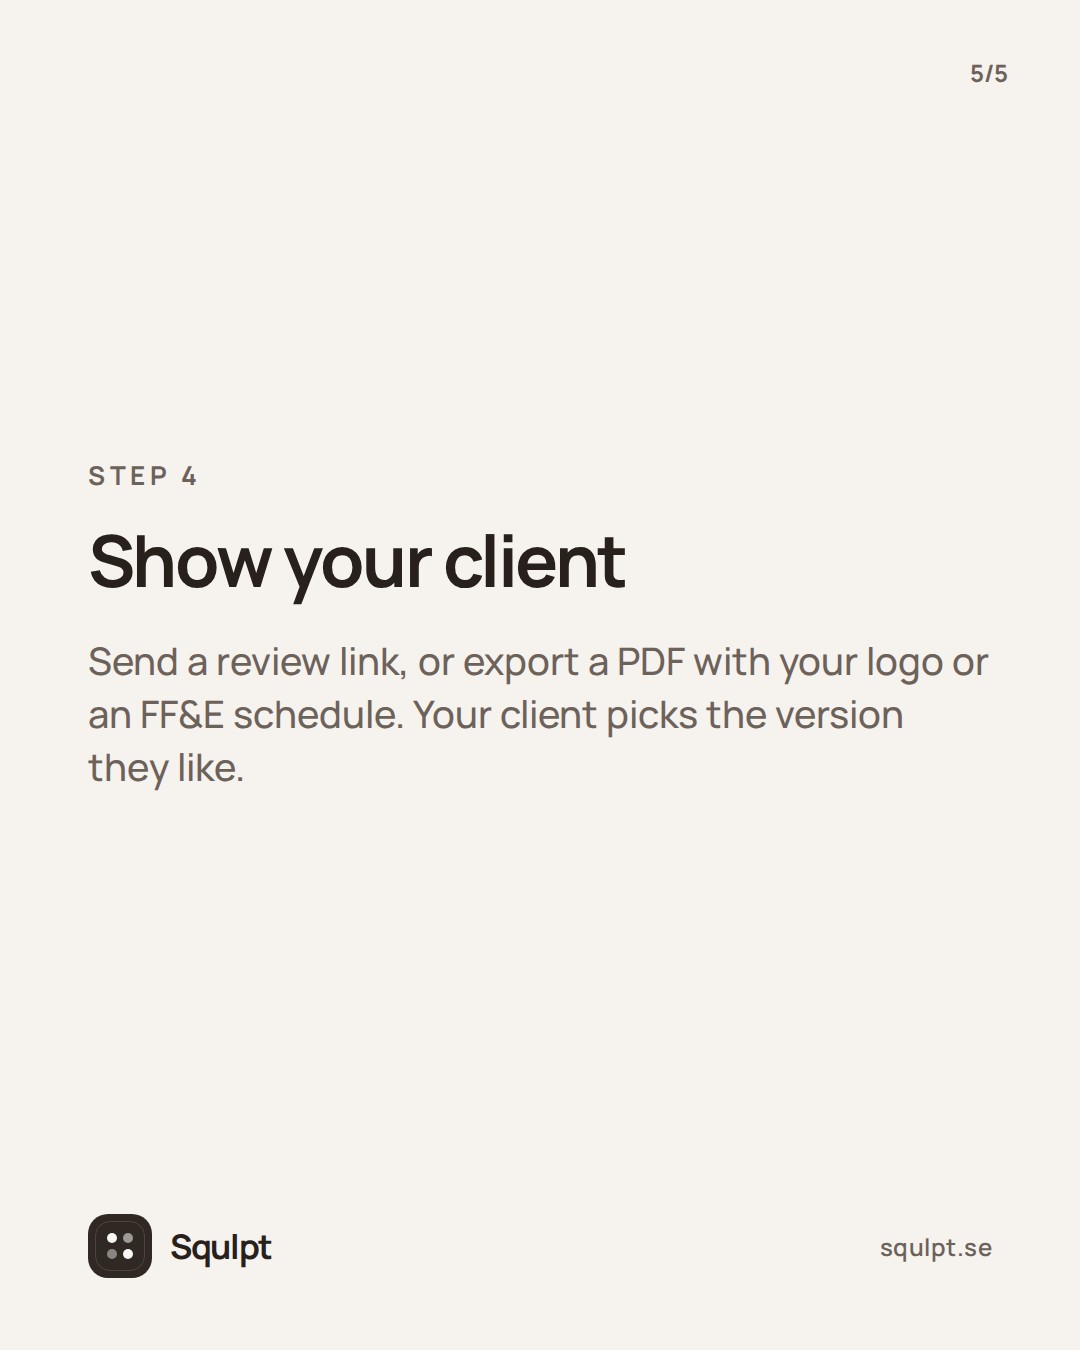 5/5
STEP 4
Show your client
Send a review link, or export a PDF with your logo or
an FF&E schedule. Your client picks the version
they like.
Squlpt
squlpt.se